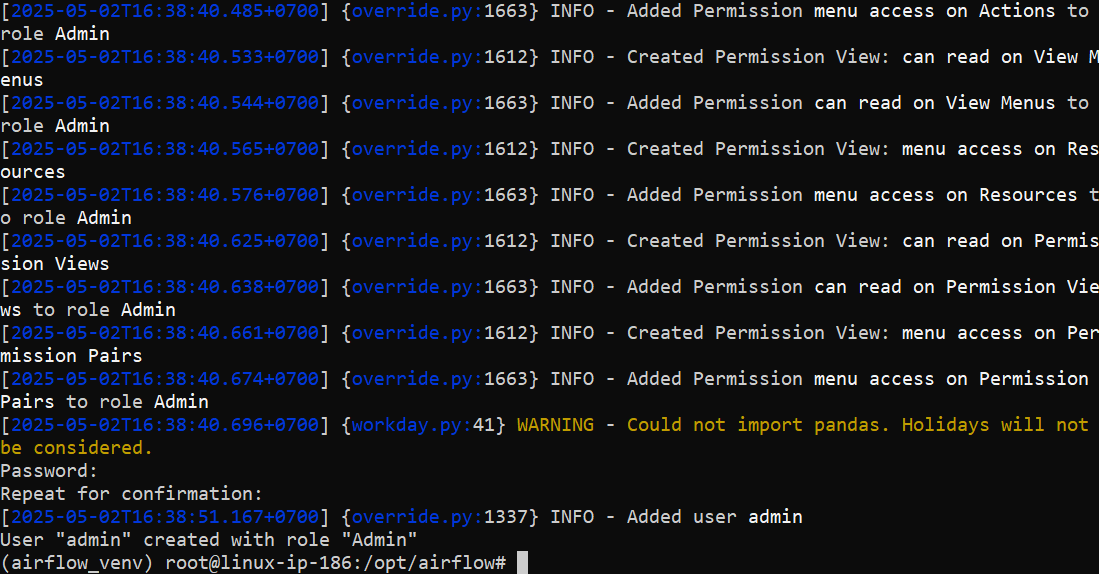 [2025-05-02T16:38:40.485+0700] {override.py:1663} INFO - Added Permission menu access on Actions to
role Admin
[2025-05-02T16:38:40.533+0700] {override.py:1612} INFO - Created Permission View: can read on View M
enus
[2025-05-02T16:38:40.544+0700] {override.py:1663} INFO - Added Permission can read on View Menus to
role Admin
[2025-05-02T16:38:40.565+0700] {override.py:1612} INFO - Created Permission View: menu access on Res
ources
[2025-05-02T16:38:40.576+0700] {override.py:1663} INFO - Added Permission menu access on Resources t
o role Admin
[2025-05-02T16:38:40.625+0700] {override.py:1612} INFO - Created Permission View: can read on Permis
sion Views
[2025-05-02T16:38:40.638+0700] {override.py:1663} INFO - Added Permission can read on Permission Vie
ws to role Admin
[2025-05-02T16:38:40.661+0700] {override.py:1612} INFO - Created Permission View: menu access on Per
mission Pairs
[2025-05-02T16:38:40.674+0700] {override.py:1663} INFO - Added Permission menu access on Permission
Pairs to role Admin
[2025-05-02T16:38:40.696+0700] {workday.py:41} WARNING - Could not import pandas. Holidays will not
be considered.
Password:
Repeat for confirmation:
[2025-05-02T16:38:51.167+0700] {override.py:1337} INFO - Added user admin
User "admin" created with role "Admin"
(airflow_venv) root@linux-ip-186:/opt/airflow#